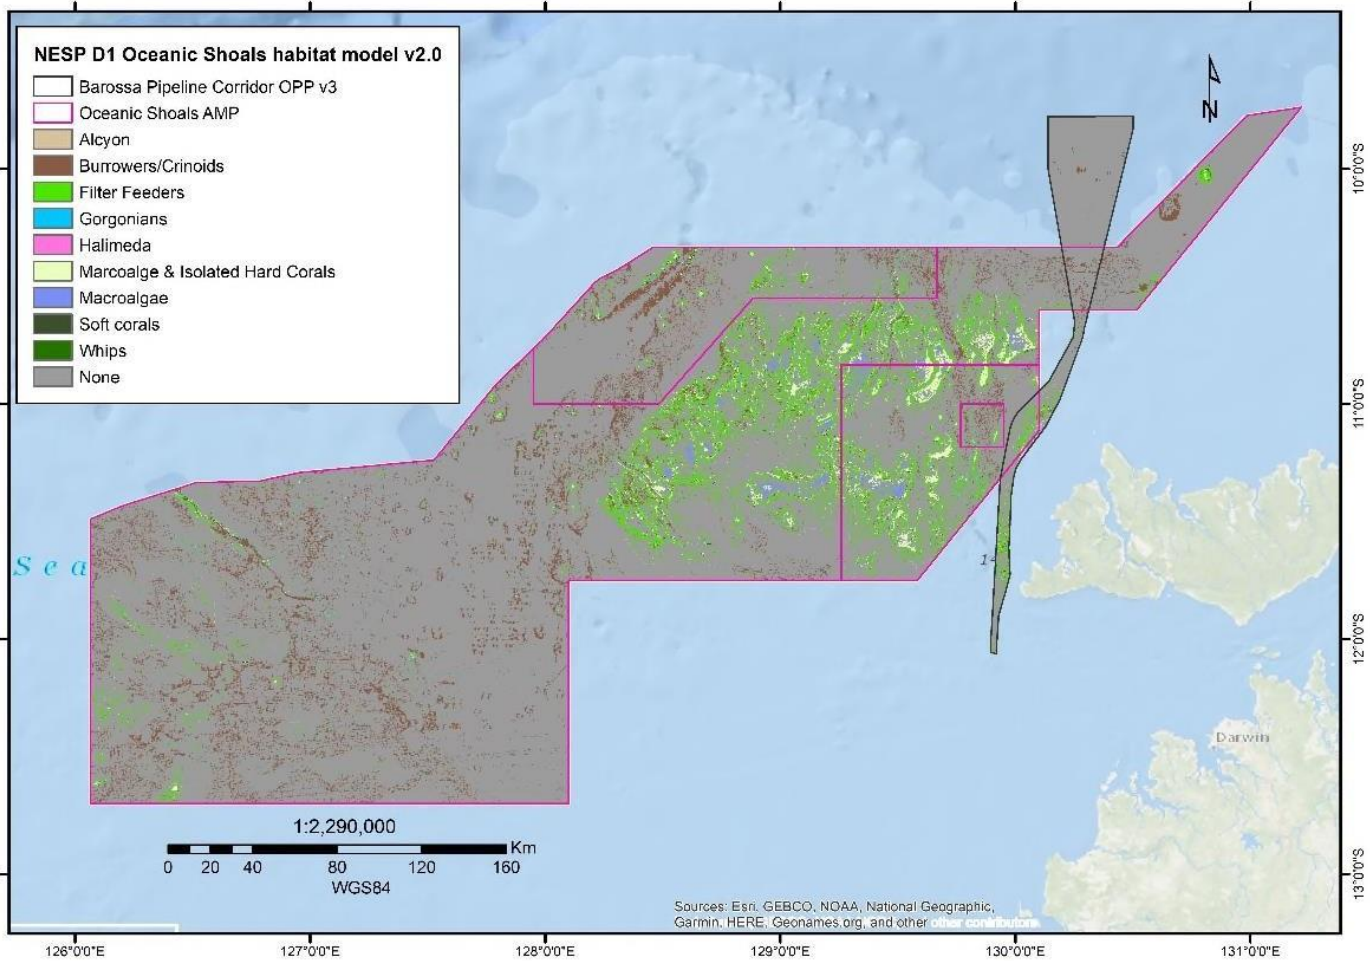 NESP D1 Oceanic Shoals habitat model v2.0
Barossa Pipeline Corridor OPP v3
Oceanic Shoals AMP
Alcyon
Burrowers/Crinoids
Filter Feeders
Gorgonians
Halimeda
Marcoalge & Isolated Hard Corals
Macroalgae
Soft corals
Whips
None
N
10°0'0"S
11°0'0"S
12°0'0"S
13°0'0"S
Sea
Darwin
1:2,290,000
Km
0 20 40 80 120 160
WGS84
Sources: Esri, GEBCO, NOAA, National Geographic,
Garmin, HERE, Geonames.org, and other other contributors
126°0'0"E 127°0'0"E 128°0'0"E 129°0'0"E 130°0'0"E 131°0'0"E